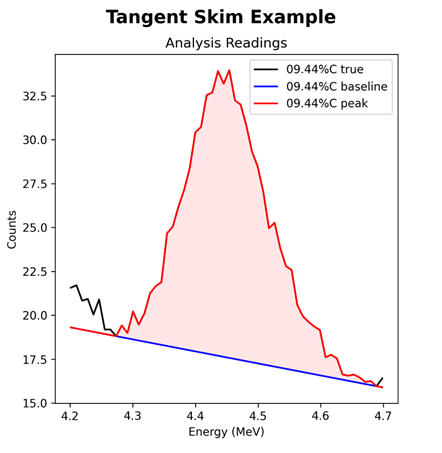 Tangent Skim Example
Analysis Readings
09.44%C true
09.44%C baseline
09.44%C peak
32.5
30.0
27.5
25.0
22.5
20.0
17.5
15.0
Counts
4.2 4.3 4.4 4.5 4.6 4.7
Energy (MeV)